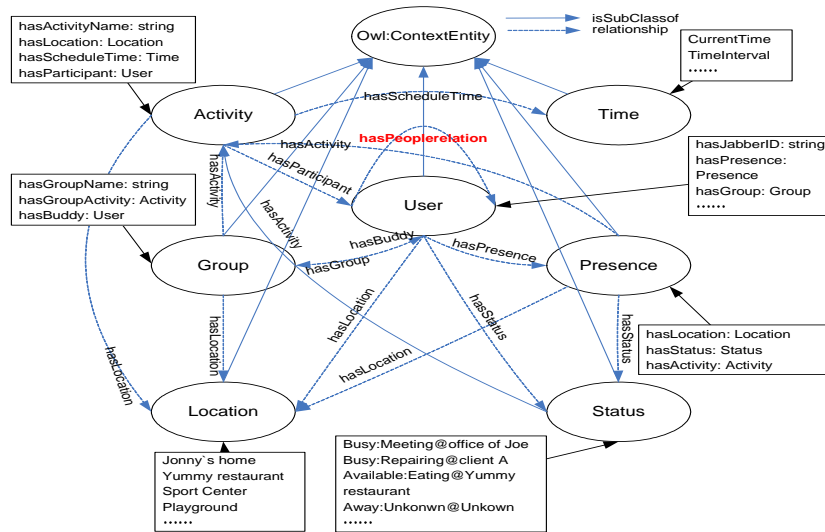 hasActivityName: string
hasLocation: Location
hasScheduleTime: Time
hasParticipant: User
Owl:ContextEntity
isSubClassof
relationship
CurrentTime
TimeInterval
······
Activity
hasScheduleTime
Time
hasActivity
hasPeoplerelation
hasJabberID: string
hasPresence:
Presence
hasGroup: Group
······
hasGroupName: string
hasGroupActivity: Activity
hasBuddy: User
hasActivity
hasParticipant
User
hasActivity
hasBuddy
hasGroup
hasPresence
Group
Presence
hasLocation
hasLocation
hasLocation
hasLocation
hasStatus
hasStatus
hasLocation: Location
hasStatus: Status
hasActivity: Activity
Location
Status
Jonny`s home
Yummy restaurant
Sport Center
Playground
······
Busy:Meeting@office of Joe
Busy:Repairing@client A
Available:Eating@Yummy
restaurant
Away:Unkonwn@Unkown
······